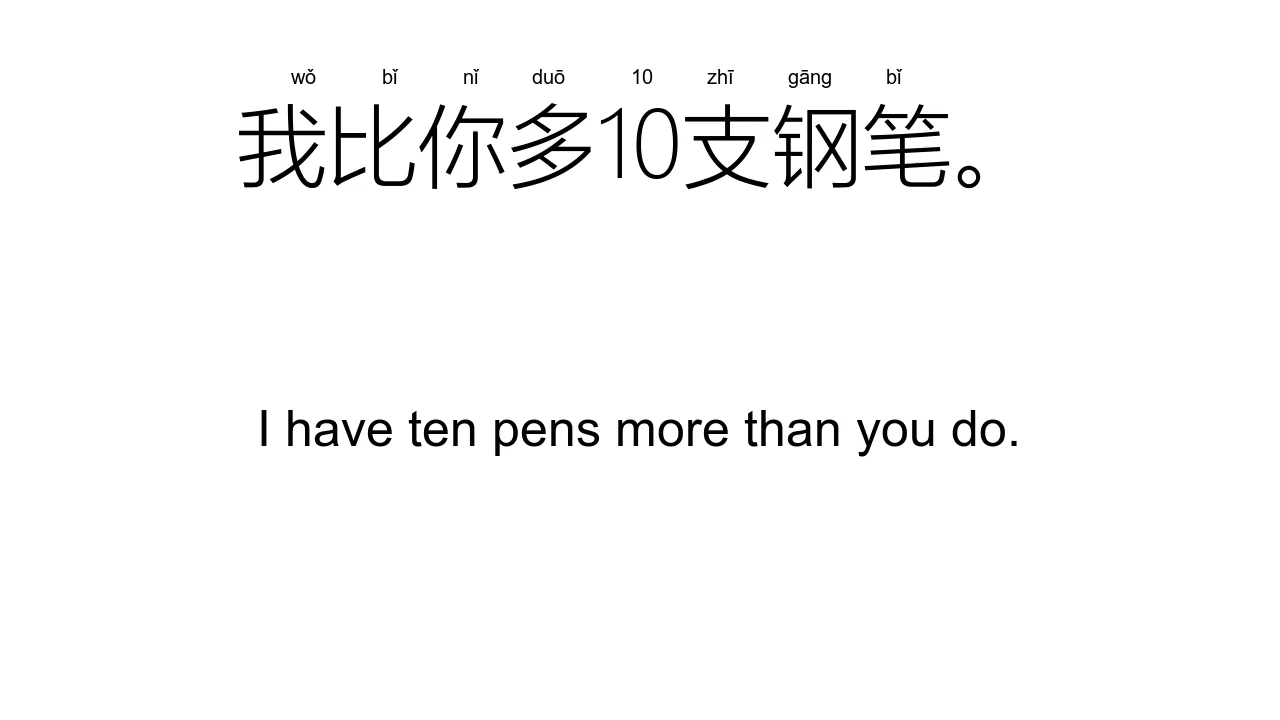 wǒ bǐ nǐ duō 10 zhī gāng bǐ
我比你多10支钢笔。
I have ten pens more than you do.